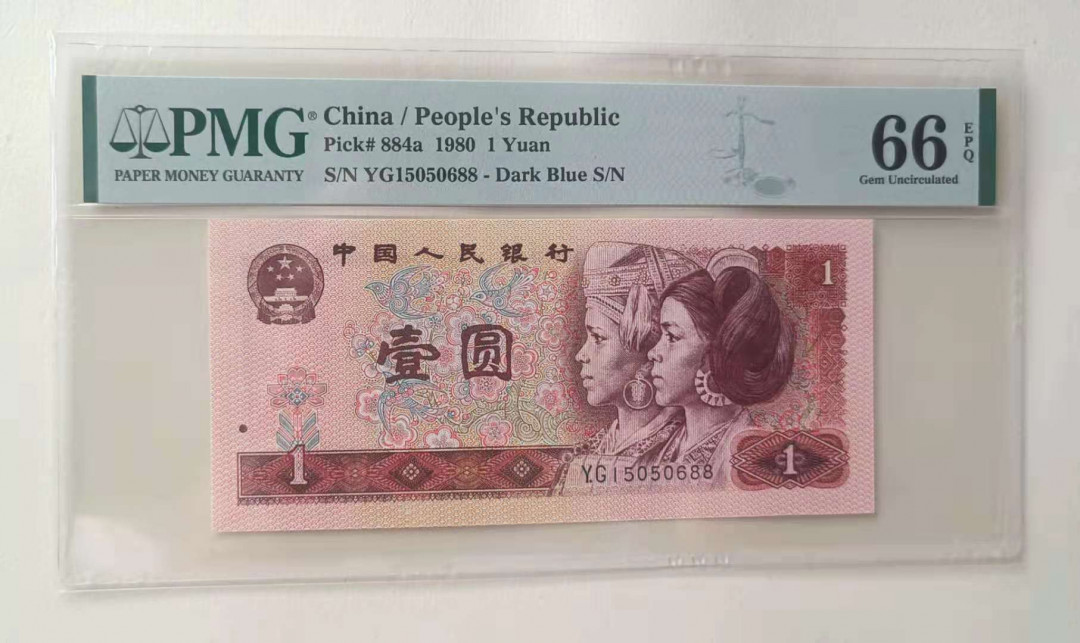 PMG® China / People's Republic
Pick# 884a 1980 1 Yuan
PAPER MONEY GUARANTY
S/N YG15050688 - Dark Blue S/N
66
EPQ
Gem Uncirculated
中国人民银行
1
壹圆
1
YG15050688
1